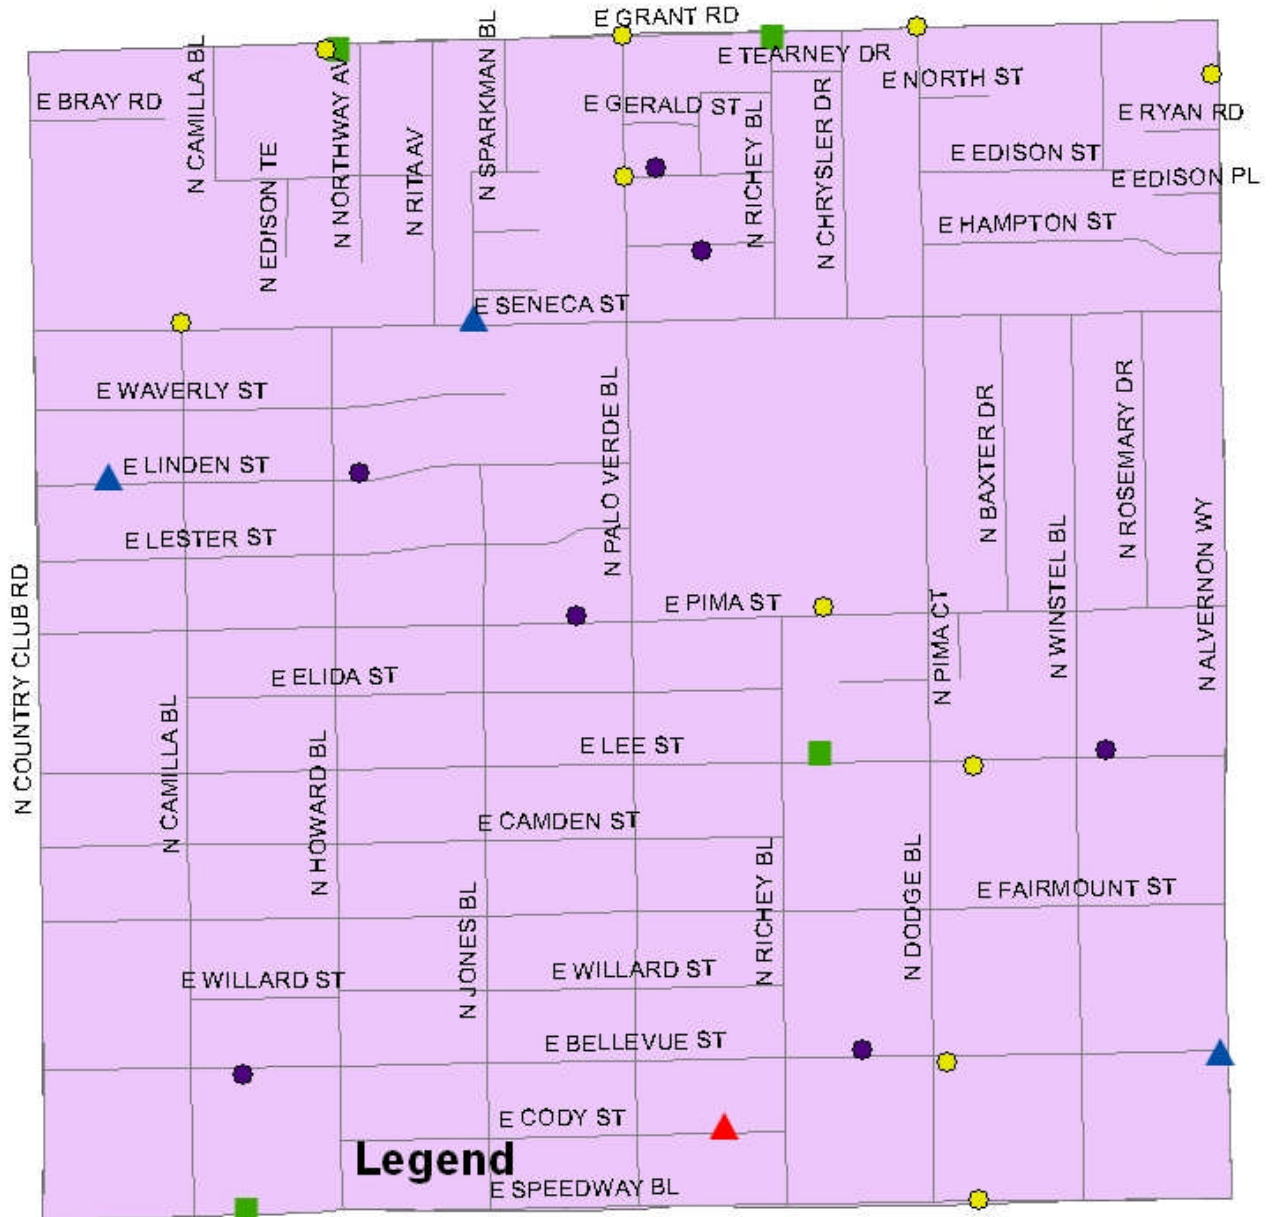 E GRANT RD
E TEARNEY DR
E NORTH ST
E BRAY RD
E GERALD ST
E RYAN RD
N CAMILLA BL
N EDISON TE
N NORTHWAY AV
N RITA AV
N SPARKMAN BL
N RICHEY BL
N CHRYSLER DR
E EDISON ST
E EDISON PL
E HAMPTON ST
E SENECA ST
E WAVERLY ST
E LINDEN ST
E LESTER ST
N PALO VERDE BL
N BAXTER DR
N WINSTEL BL
N ROSEMARY DR
N ALVERNON WY
N COUNTRY CLUB RD
E PIMA ST
N PIMA CT
E ELIDA ST
E LEE ST
N CAMILLA BL
N HOWARD BL
E CAMDEN ST
N JONES BL
N RICHEY BL
N DODGE BL
E FAIRMOUNT ST
E WILLARD ST
E WILLARD ST
E BELLEVUE ST
E CODY ST
Legend
E SPEEDWAY BL